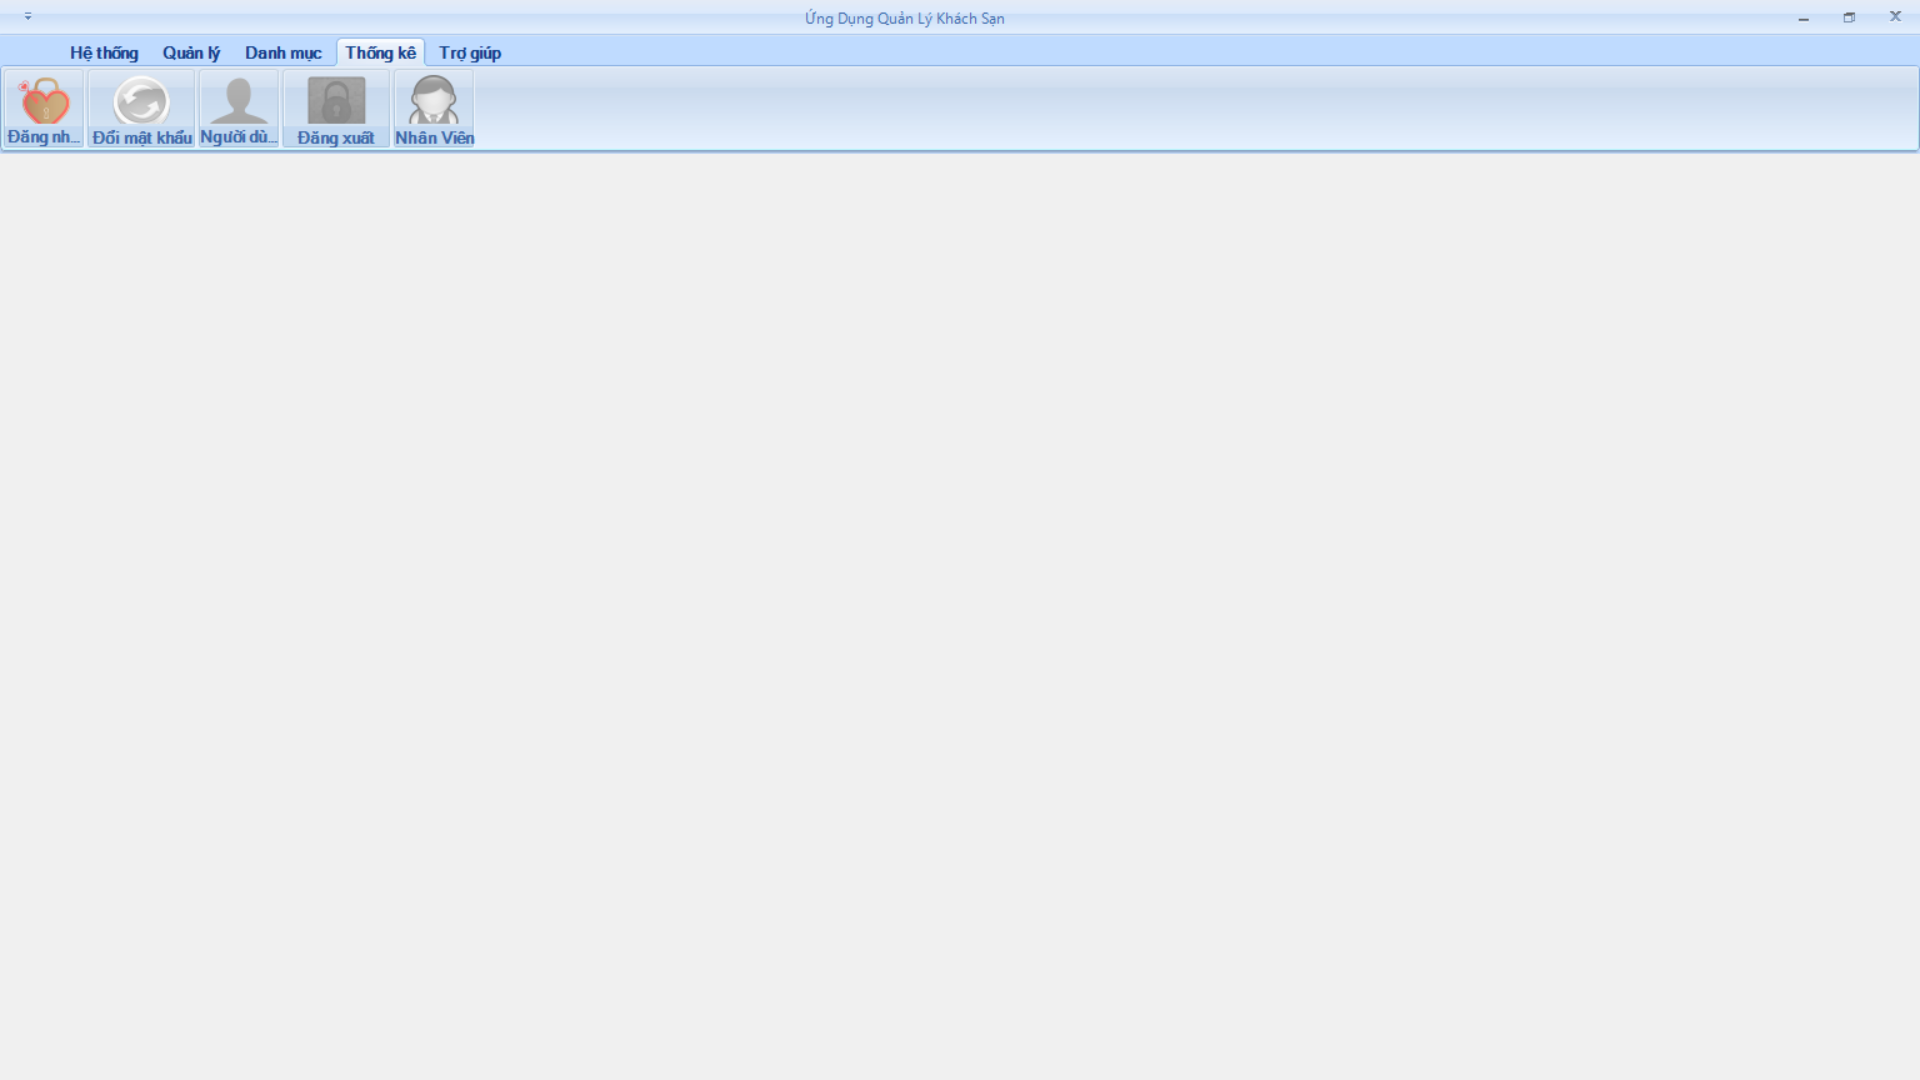 Ứng Dụng Quản Lý Khách Sạn
Hệ thống Quản lý Danh mục Thống kê Trợ giúp
Đăng nh... Đổi mật khẩu Người dù... Đăng xuất Nhân Viên